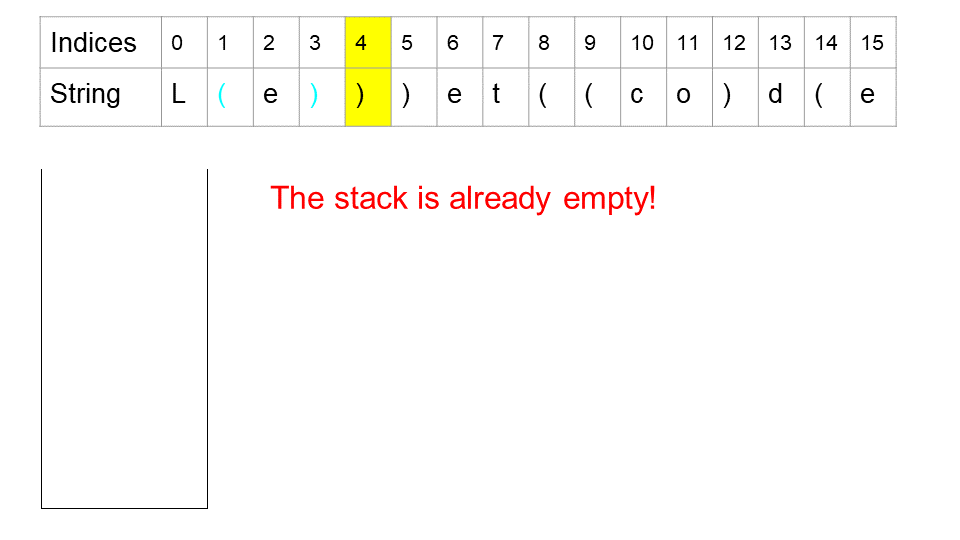 Indices 0 1 2 3 4 5 6 7 8 9 10 11 12 13 14 15
String L ( e ) ) ) e t ( ( c o ) d ( e
The stack is already empty!